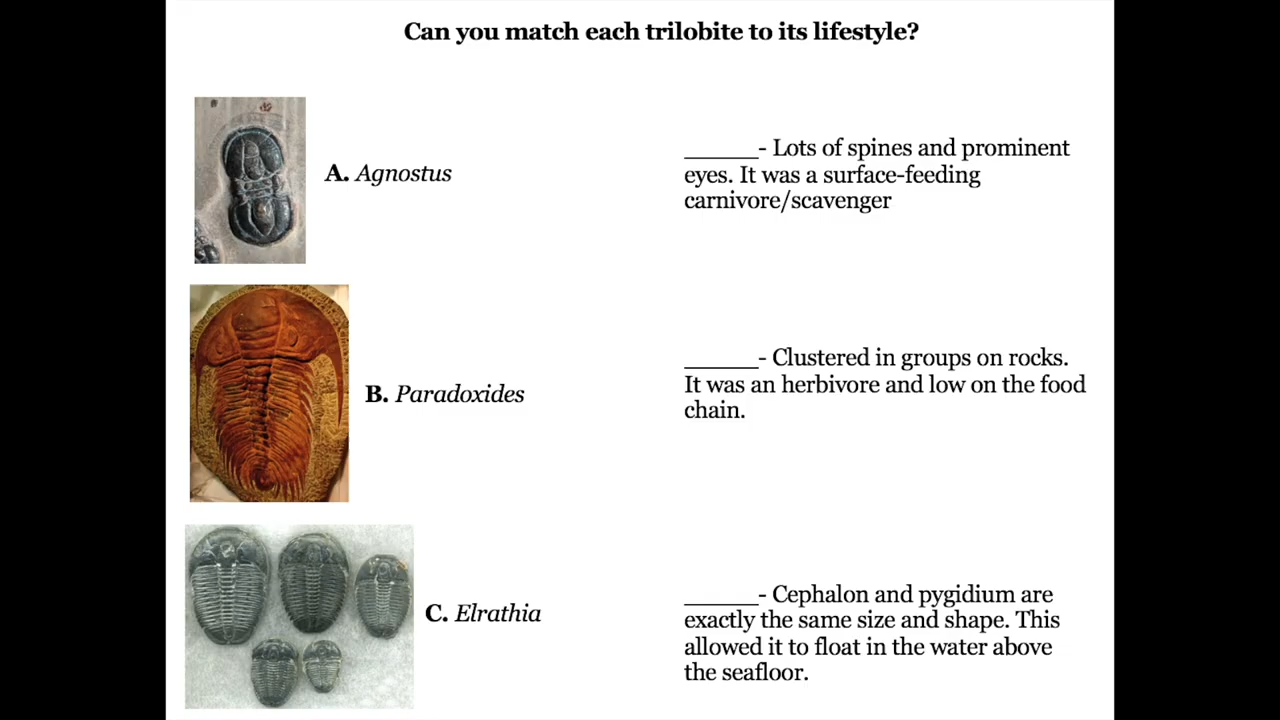 Can you match each trilobite to its lifestyle?
A. Agnostus
_____- Lots of spines and prominent
eyes. It was a surface-feeding
carnivore/scavenger
B. Paradoxides
_____- Clustered in groups on rocks.
It was an herbivore and low on the food
chain.
C. Elrathia
_____- Cephalon and pygidium are
exactly the same size and shape. This
allowed it to float in the water above
the seafloor.